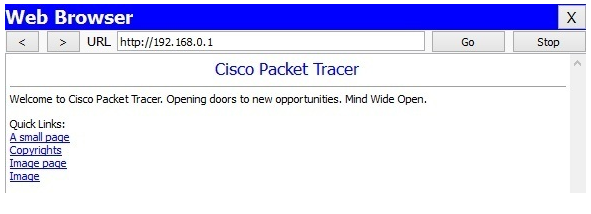 Web Browser X
< > URL http://192.168.0.1 Go Stop
Cisco Packet Tracer
Welcome to Cisco Packet Tracer. Opening doors to new opportunities. Mind Wide Open.
Quick Links:
A small page
Copyrights
Image page
Image